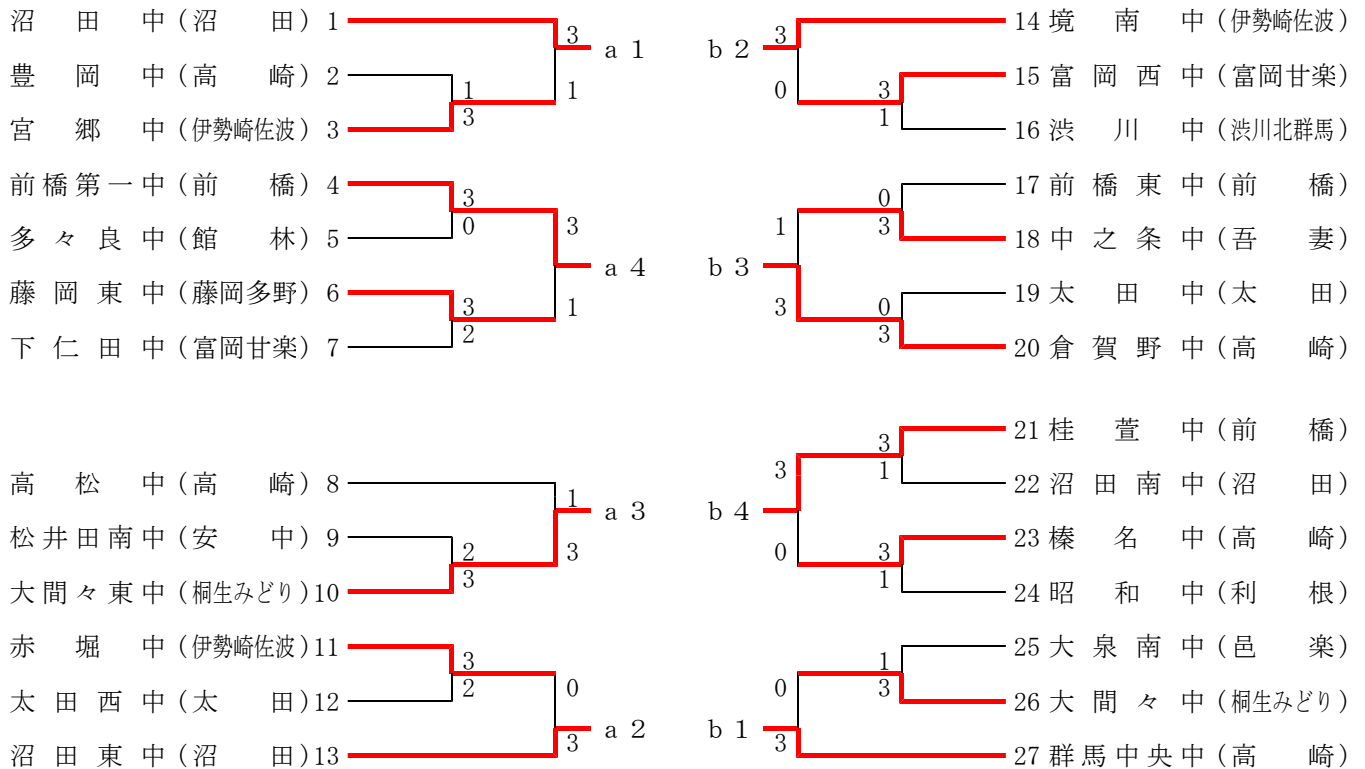 沼田中（沼田）1
3
a 1
豊岡中（高崎）2
1
1
宮郷中（伊勢崎佐波）3
3
前橋第一中（前橋）4
3
多々良中（館林）5
0
3
a 4
藤岡東中（藤岡多野）6
3
1
下仁田中（富岡甘楽）7
2
高松中（高崎）8
1
a 3
松井田南中（安中）9
2
3
大間々東中（桐生みどり）10
3
赤堀中（伊勢崎佐波）11
3
太田西中（太田）12
2
0
a 2
沼田東中（沼田）13
3
b 2
3
14 境南中（伊勢崎佐波）
0
3
15 富岡西中（富岡甘楽）
1
16 渋川中（渋川北群馬）
0
17 前橋東中（前橋）
1
3
18 中之条中（吾妻）
b 3
0
19 太田中（太田）
3
3
20 倉賀野中（高崎）
3
21 桂萱中（前橋）
3
1
22 沼田南中（沼田）
b 4
0
3
23 榛名中（高崎）
1
24 昭和中（利根）
1
25 大泉南中（邑楽）
0
3
26 大間々中（桐生みどり）
b 1
3
27 群馬中央中（高崎）